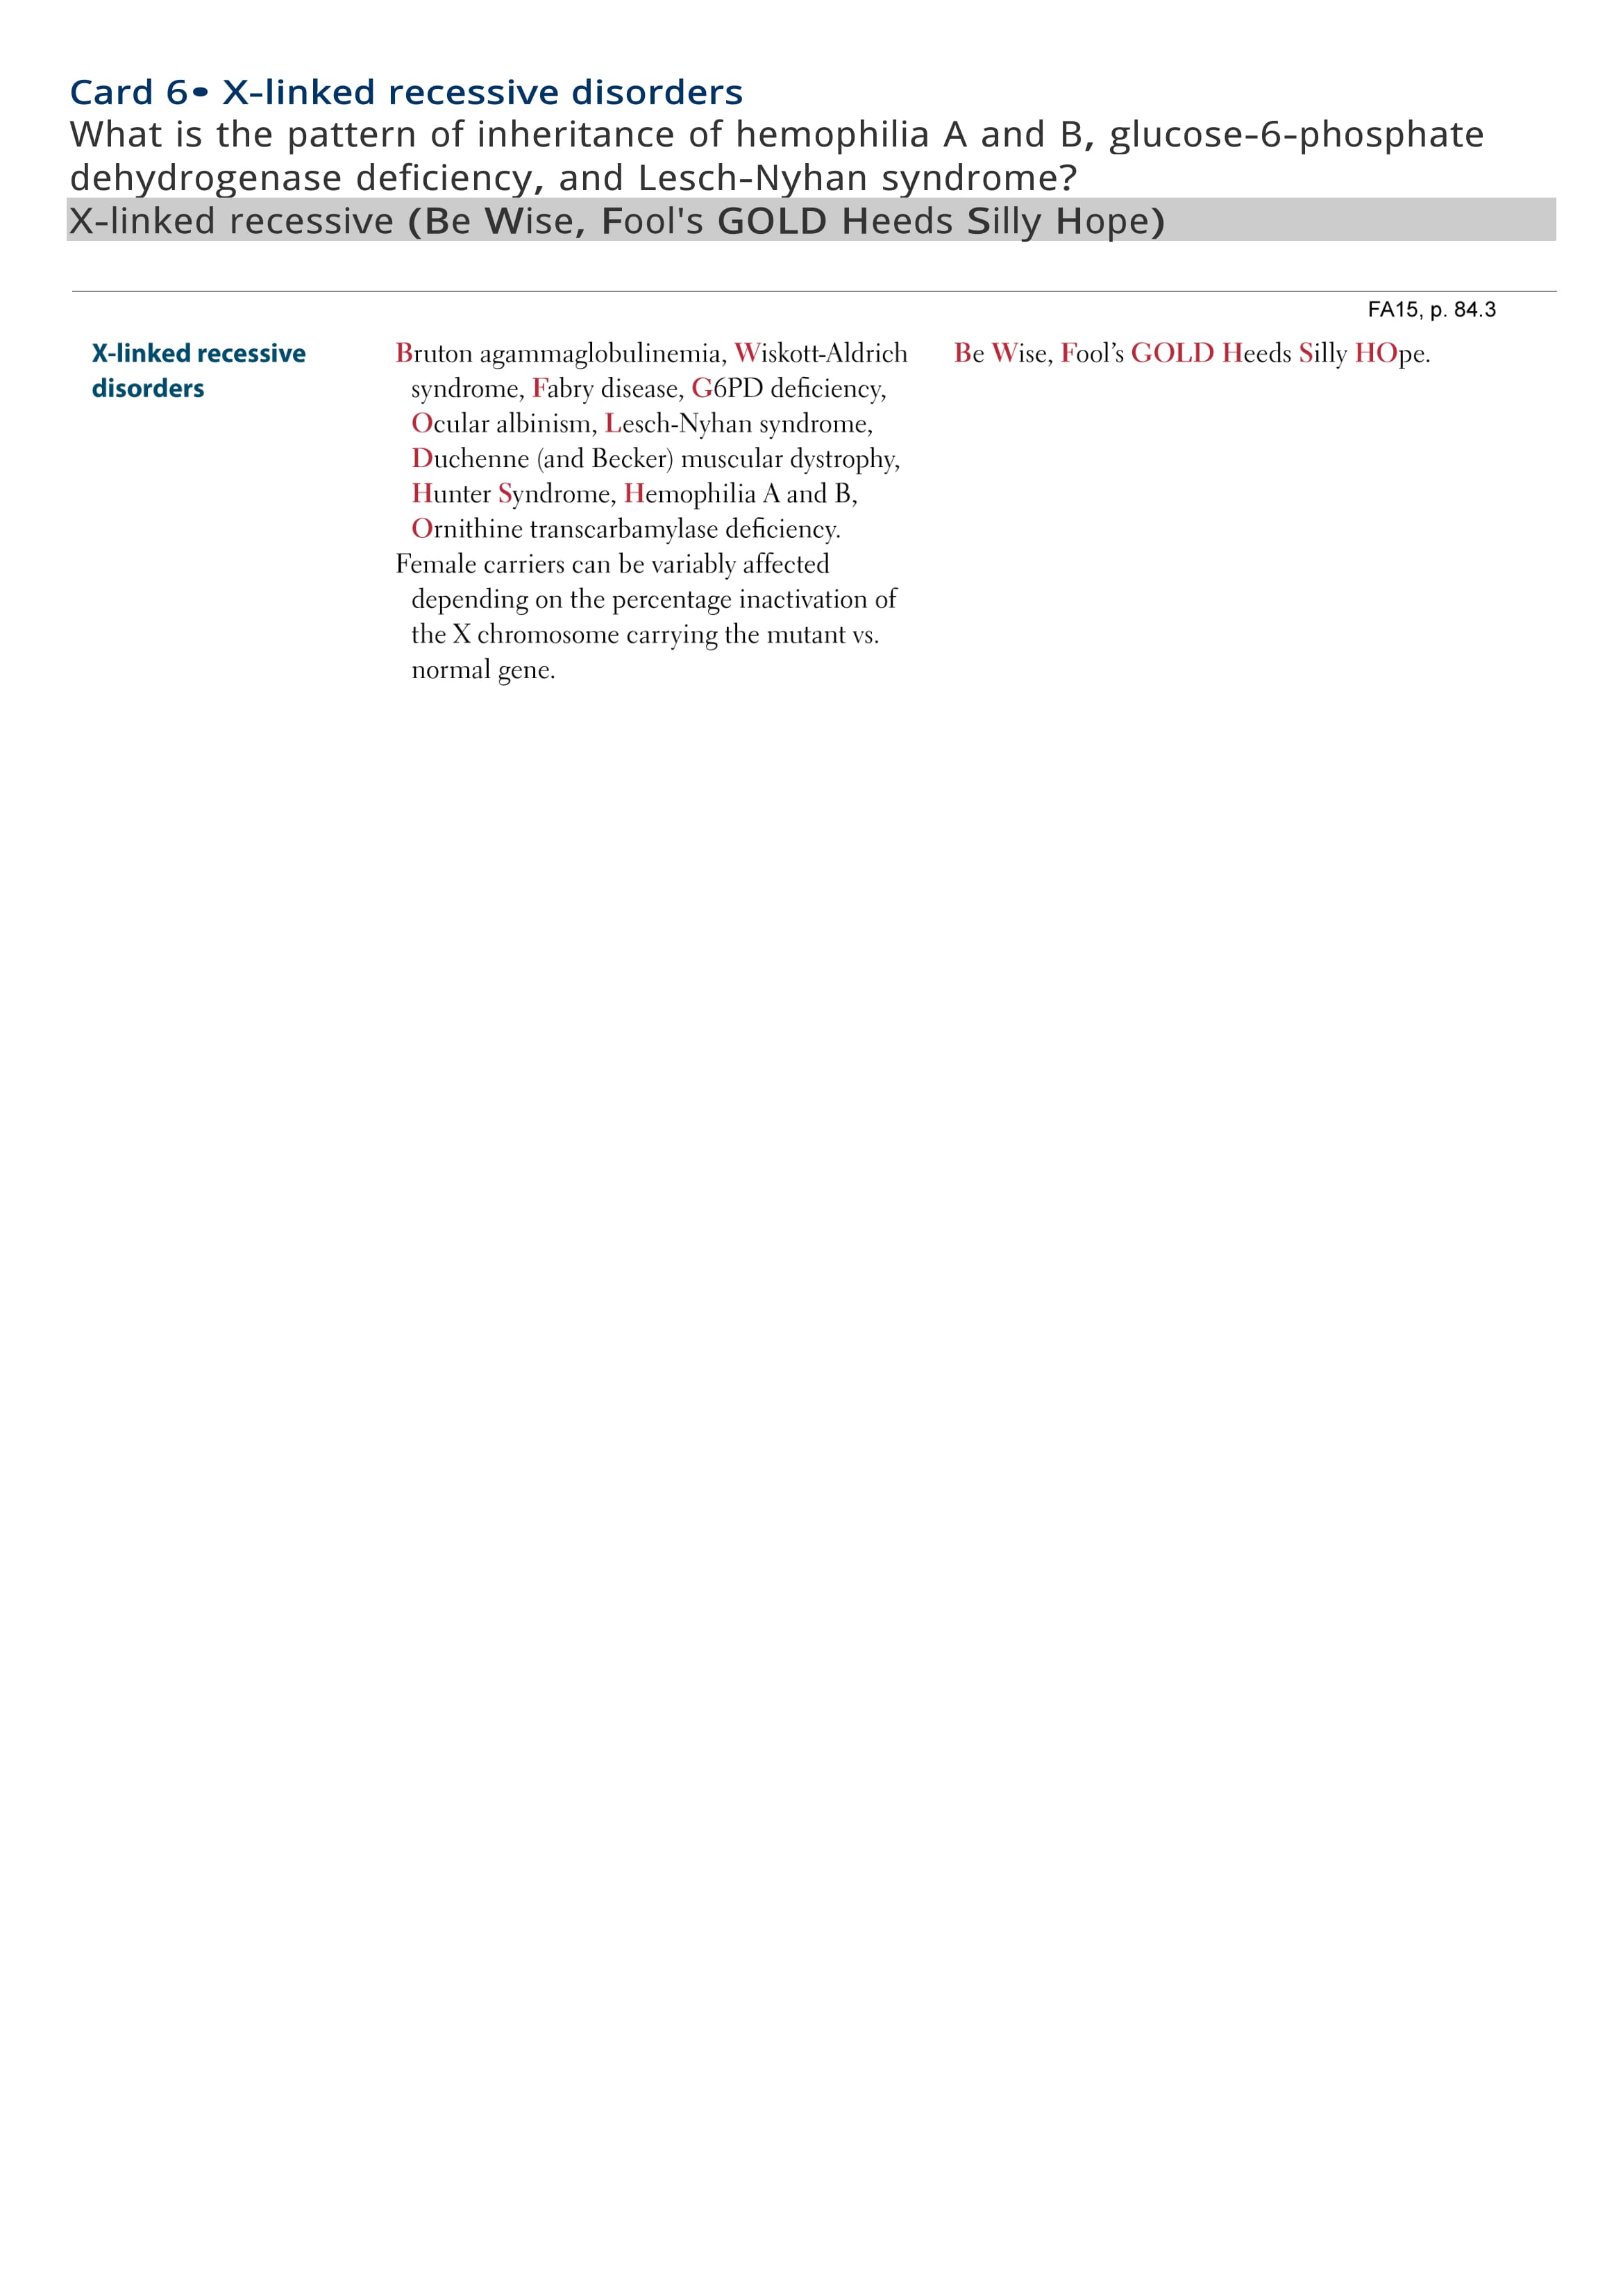 Card 6• X-linked recessive disorders
What is the pattern of inheritance of hemophilia A and B, glucose-6-phosphate
dehydrogenase deficiency, and Lesch-Nyhan syndrome?
X-linked recessive (Be Wise, Fool's GOLD Heeds Silly Hope)
FA15, p. 84.3
X-linked recessive
disorders
Bruton agammaglobulinemia, Wiskott-Aldrich
syndrome, Fabry disease, G6PD deficiency,
Ocular albinism, Lesch-Nyhan syndrome,
Duchenne (and Becker) muscular dystrophy,
Hunter Syndrome, Hemophilia A and B,
Ornithine transcarbamylase deficiency.
Female carriers can be variably affected
depending on the percentage inactivation of
the X chromosome carrying the mutant vs.
normal gene.
Be Wise, Fool’s GOLD Heeds Silly HOpe.